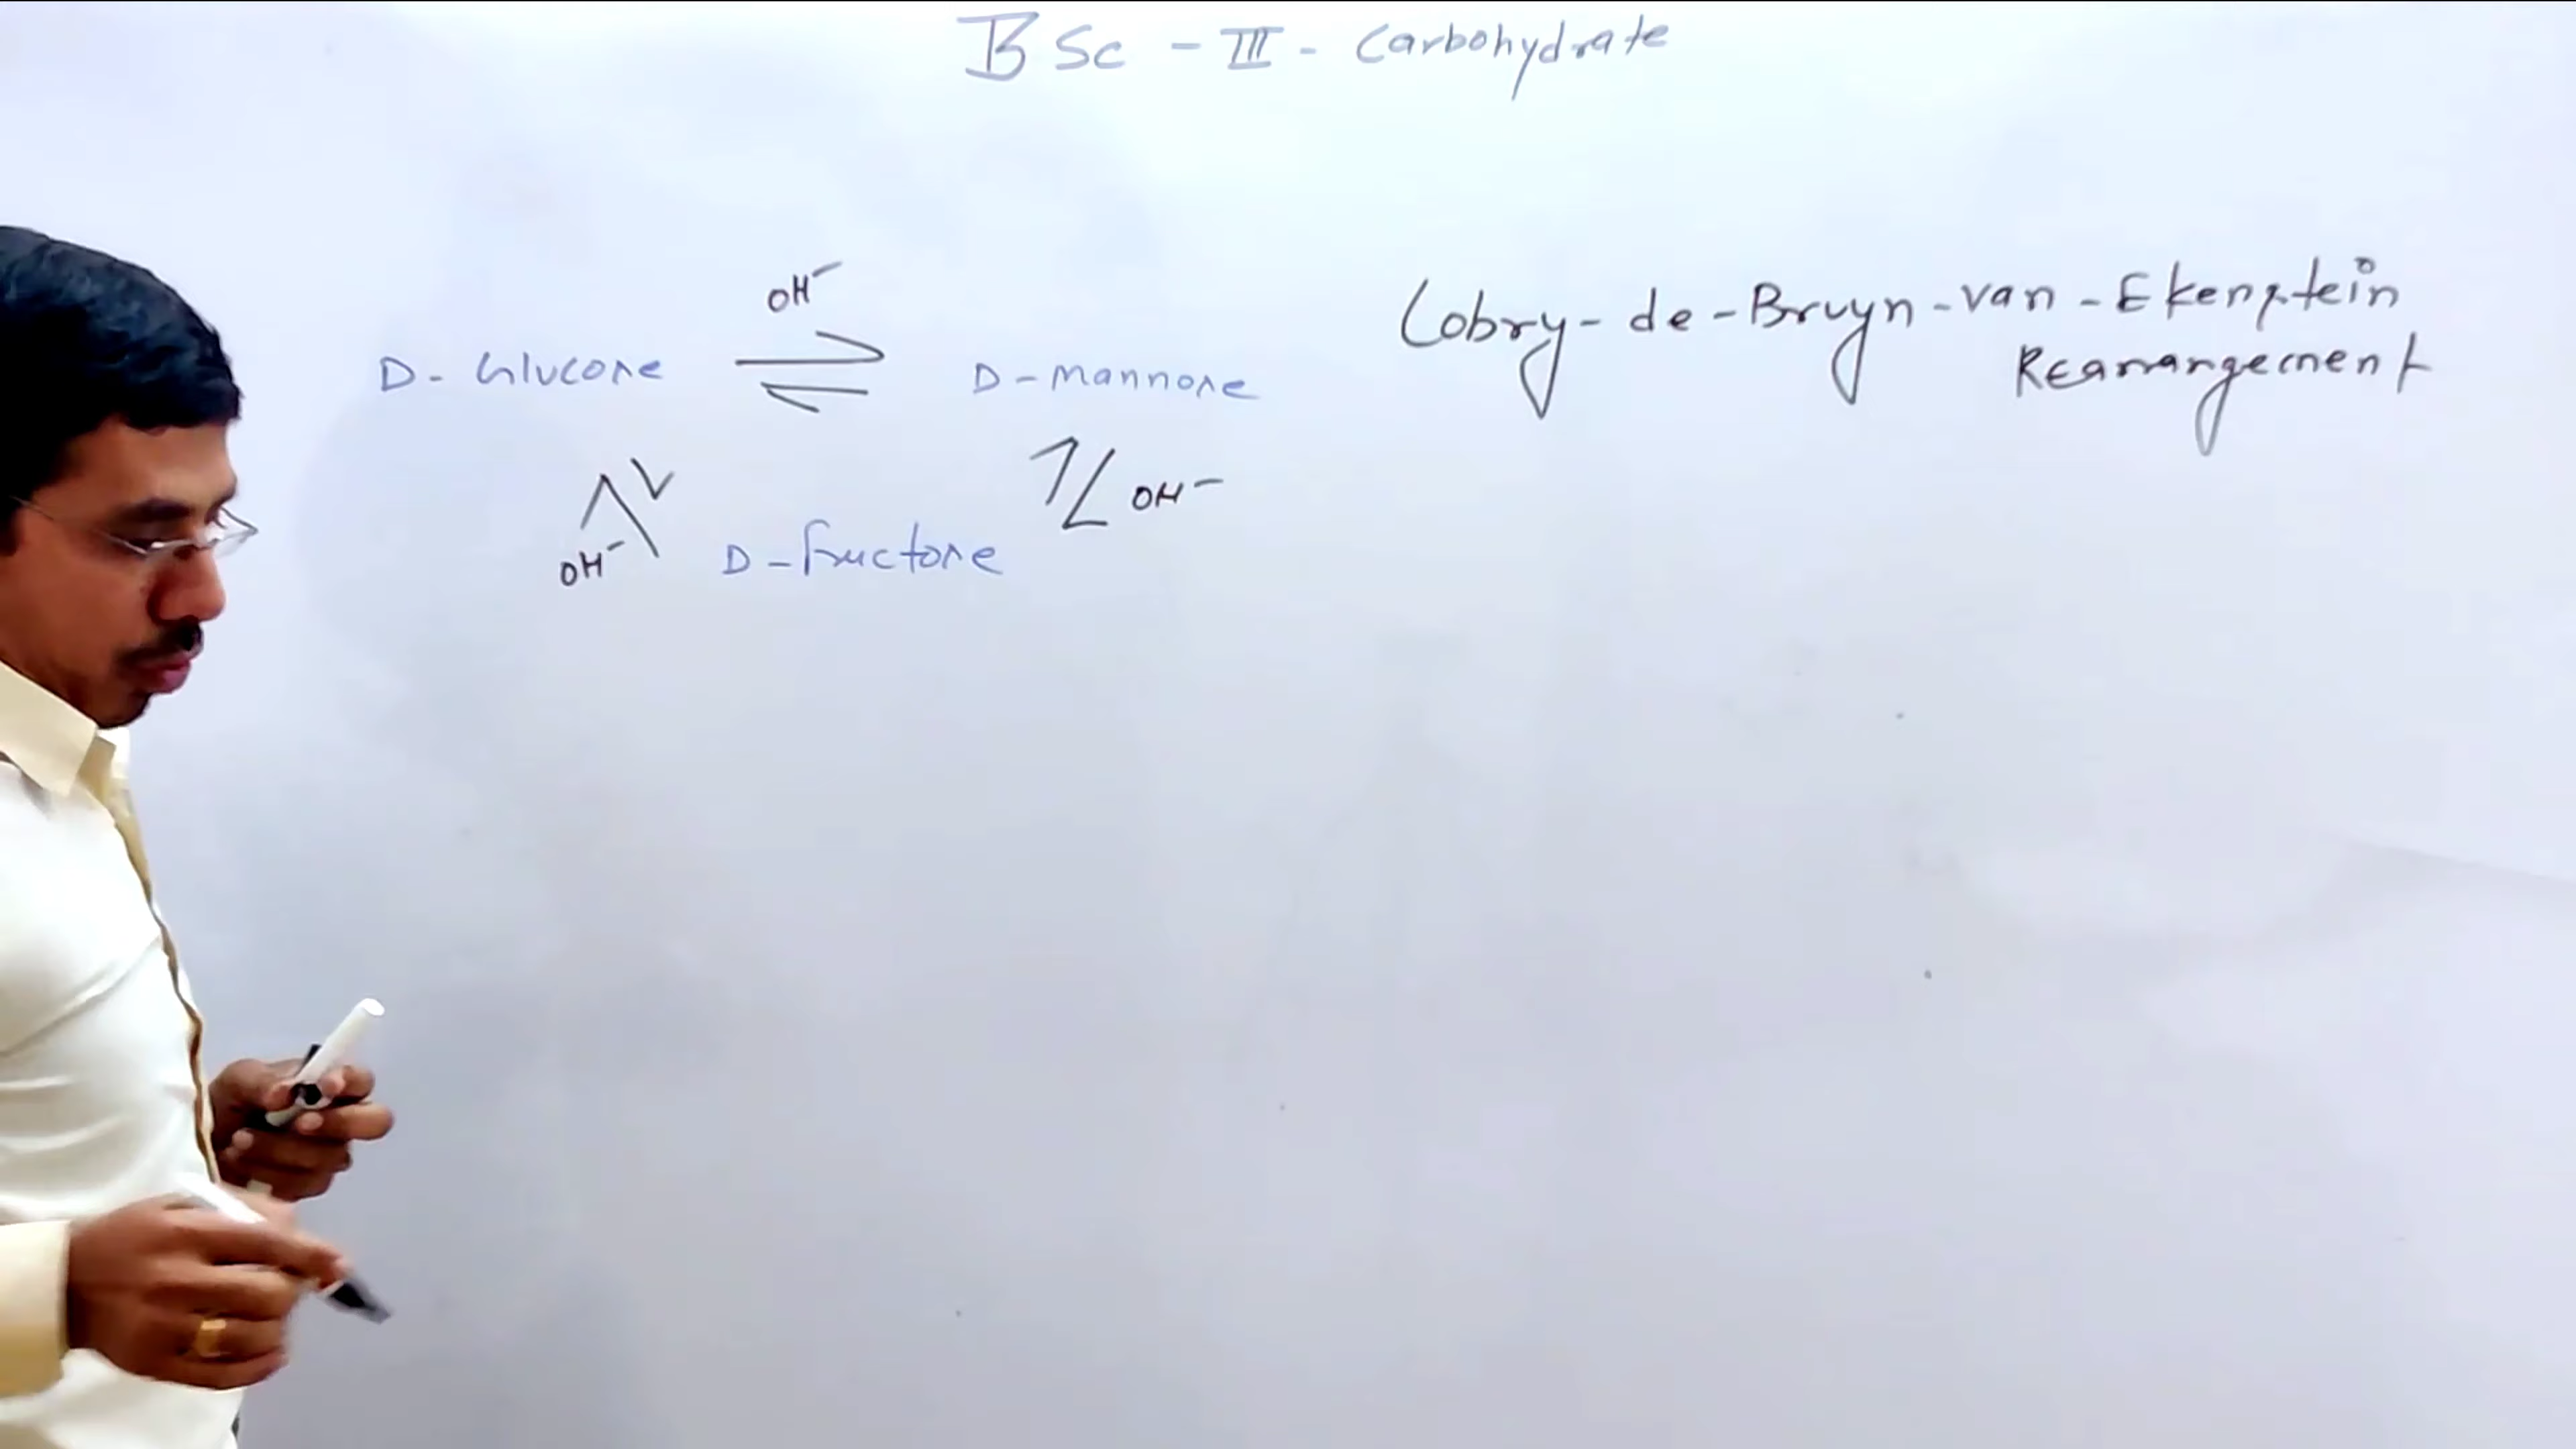 BSc - III - Carbohydrate
OH⁻
D- Glucose ⇌ D-mannose
Lobry-de-Bruyn-van-Ekenstein
Rearrangement
OH⁻
OH⁻
D-fructose